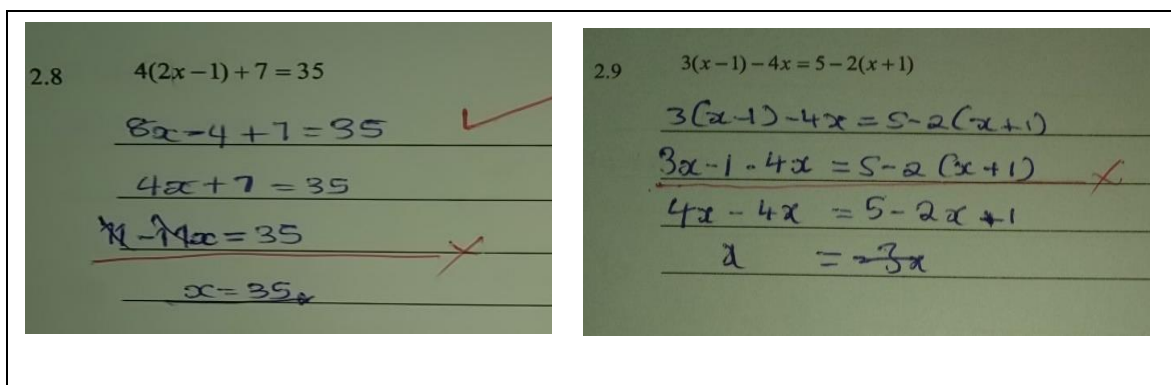 2.8 4(2x – 1) + 7 = 35
8x – 4 + 7 = 35
4x + 7 = 35
= 35
x = 35
2.9 3(x – 1) – 4x = 5 – 2(x + 1)
3(x – 1) – 4x = 5 – 2(x + 1)
3x – 1 - 4x = 5 – 2 (x + 1)
4x – 4x = 5 – 2x + 1
= 3x